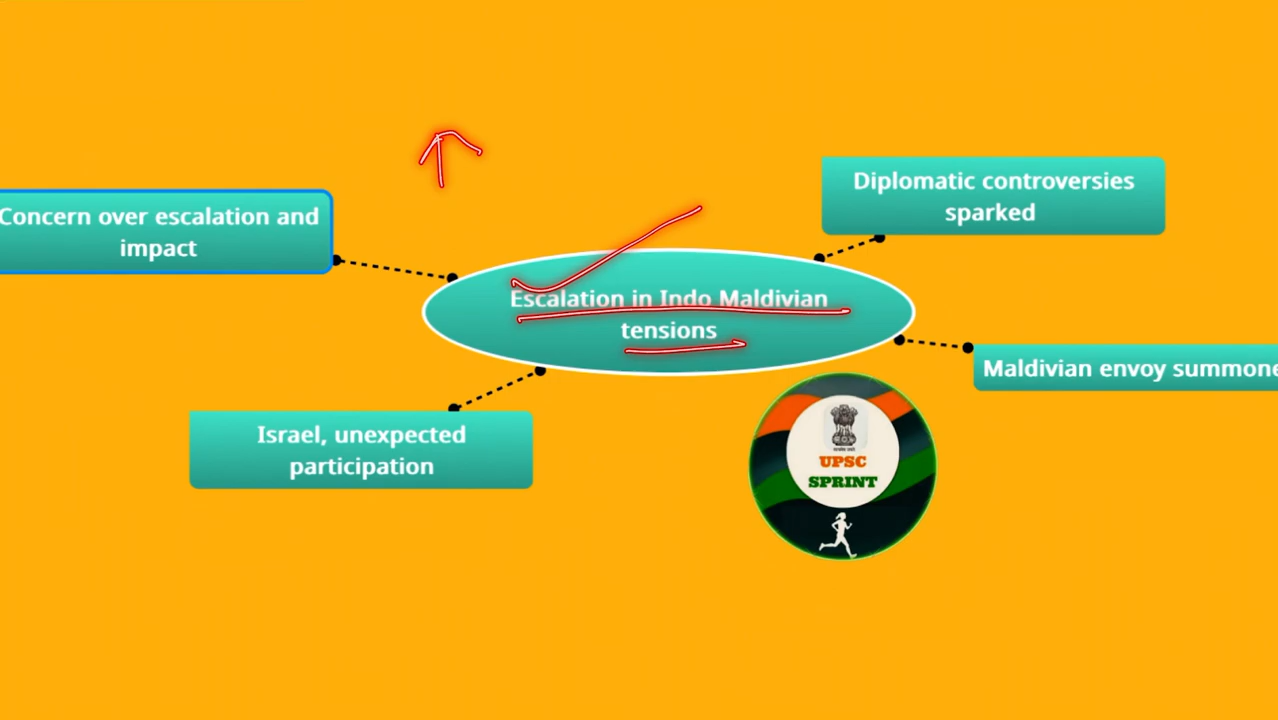 Diplomatic controversies
sparked
Concern over escalation and
impact
Escalation in Indo Maldivian
tensions
Maldivian envoy summone
Israel, unexpected
participation
UPSC
SPRINT